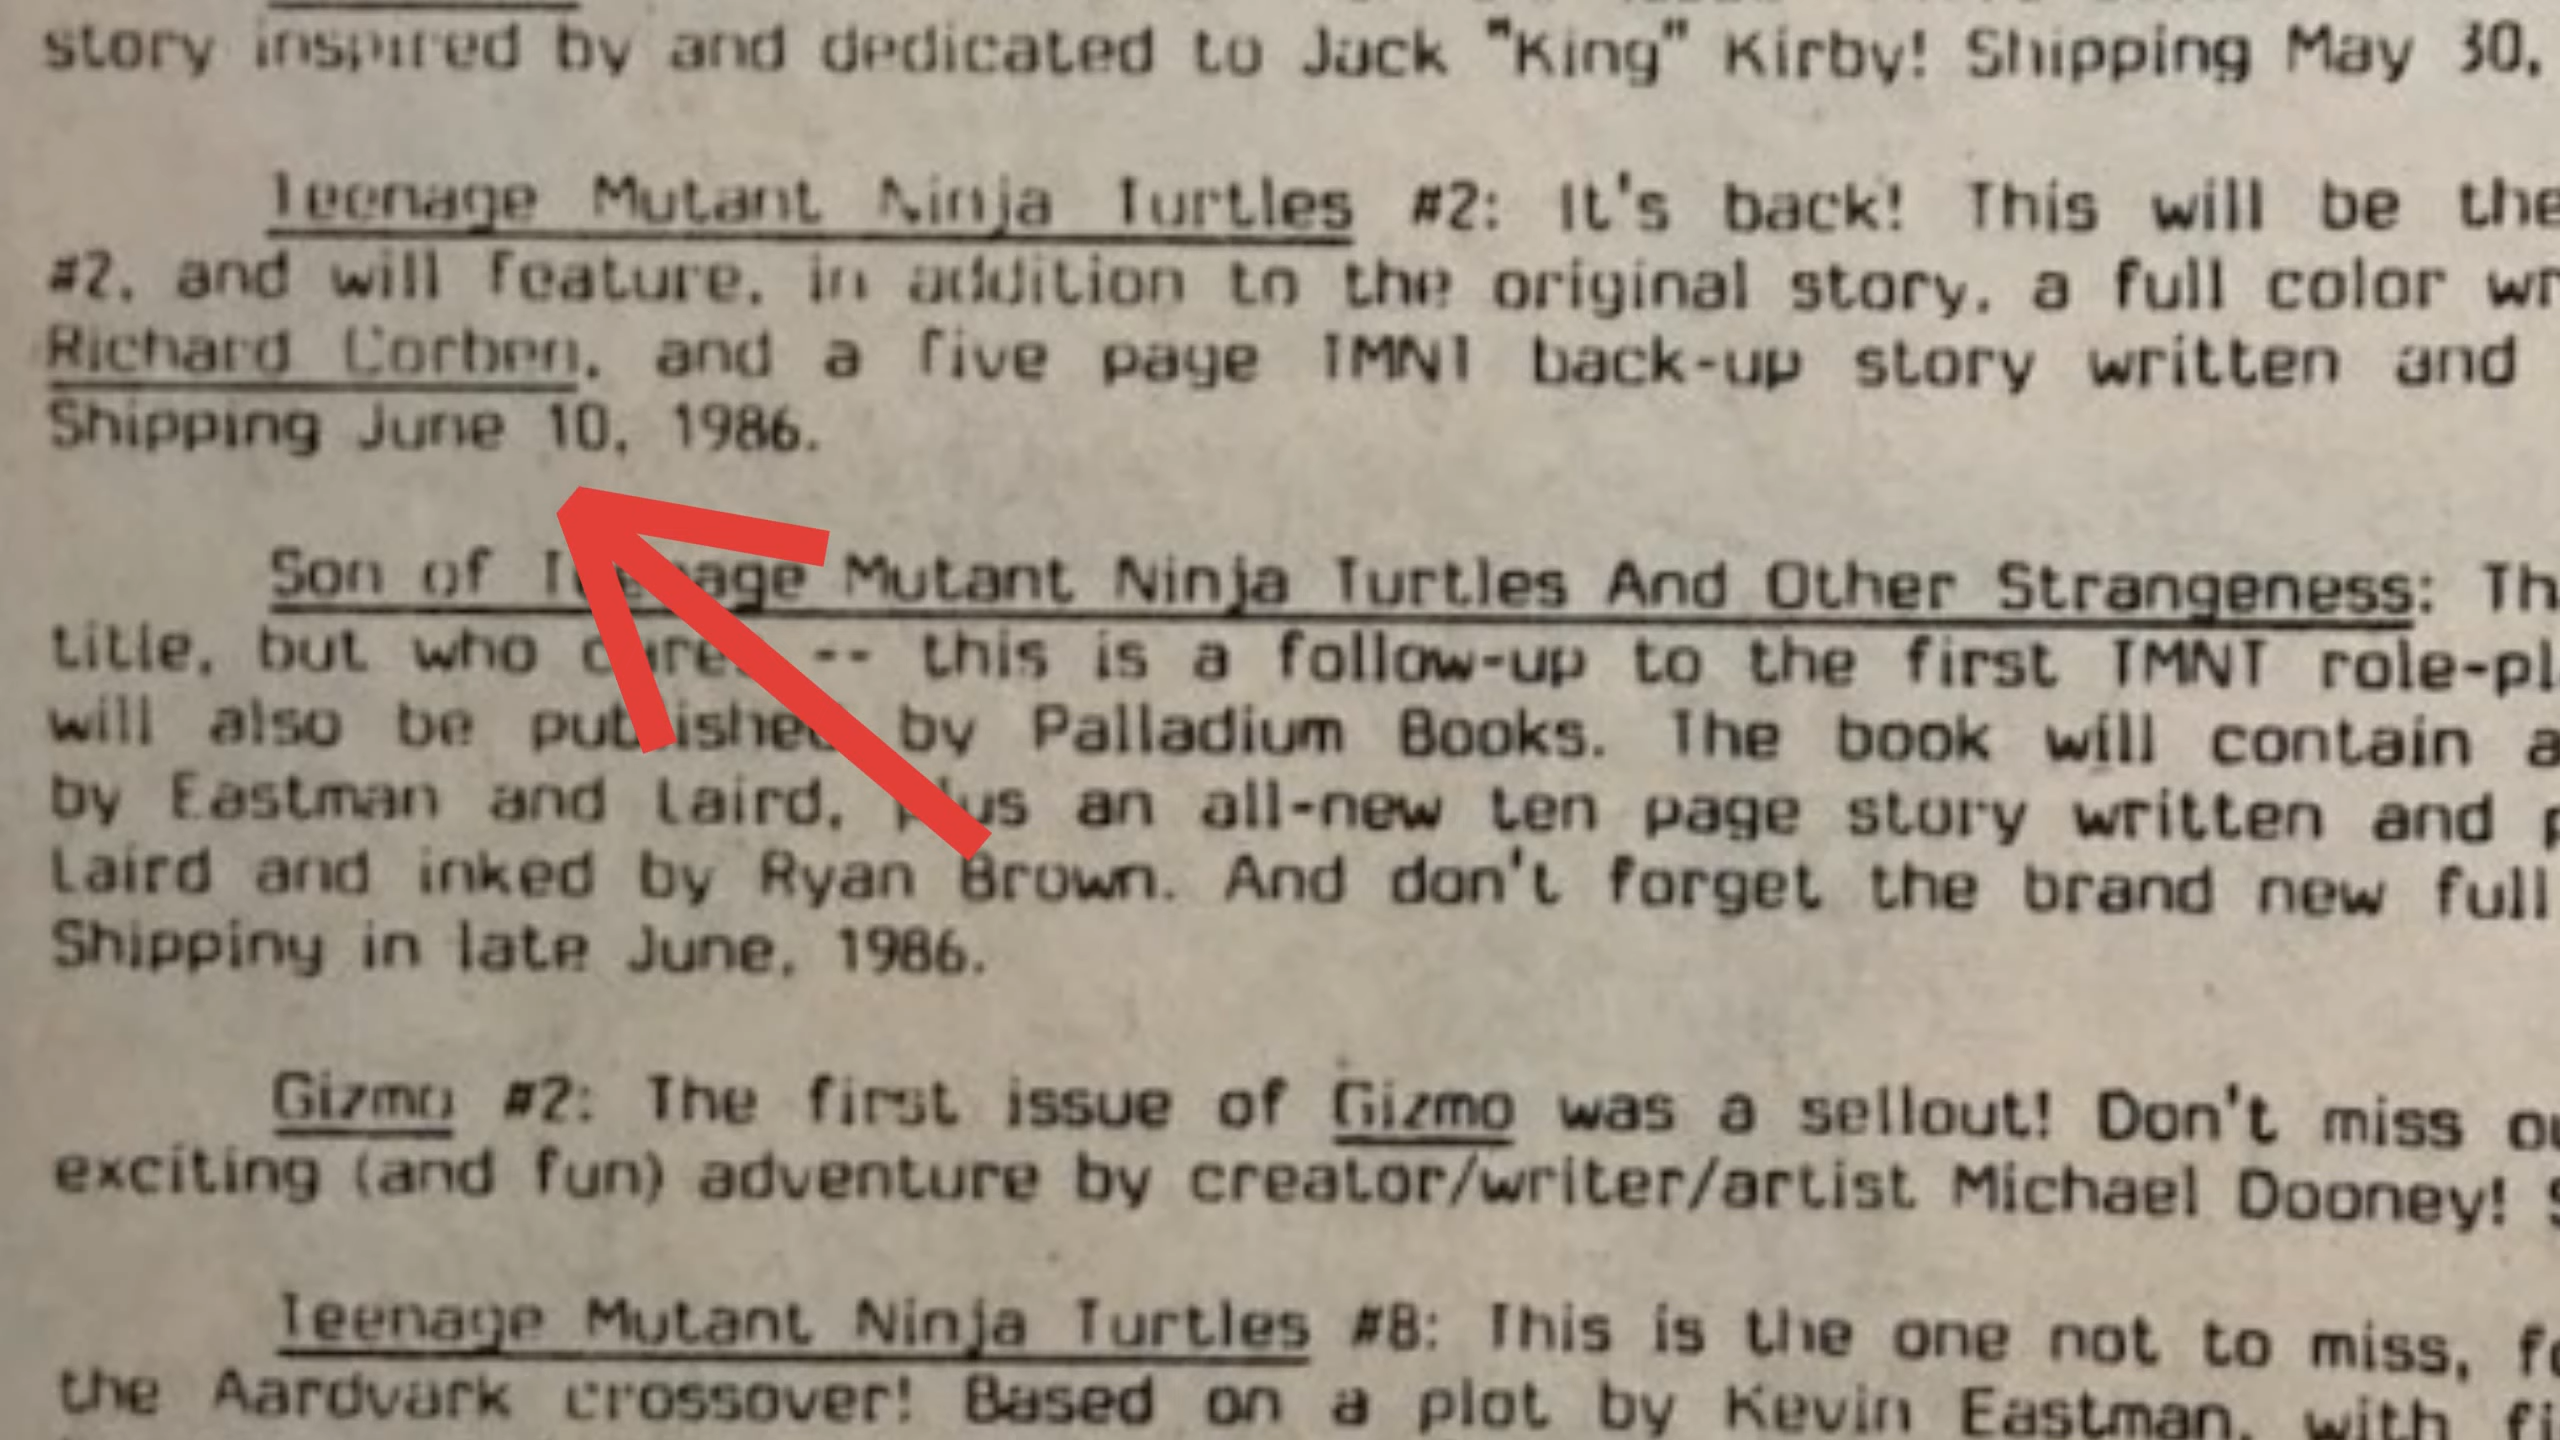 story inspired by and dedicated to Jack "King" Kirby! Shipping May 30,
Teenage Mutant Ninja Turtles #2: It's back! This will be the
#2, and will feature, in addition to the original story, a full color wr
Richard Corben, and a five page TMNT back-up story written and
Shipping June 10, 1986.
Son of Teenage Mutant Ninja Turtles And Other Strangeness: Th
title, but who cares -- this is a follow-up to the first TMNT role-pl
will also be published by Palladium Books. The book will contain a
by Eastman and Laird, plus an all-new ten page story written and p
Laird and inked by Ryan Brown. And don't forget the brand new full
Shipping in late June, 1986.
Gizmo #2: The first issue of Gizmo was a sellout! Don't miss ou
exciting (and fun) adventure by creator/writer/artist Michael Dooney! S
Teenage Mutant Ninja Turtles #8: This is the one not to miss, fo
the Aardvark crossover! Based on a plot by Kevin Eastman, with fi